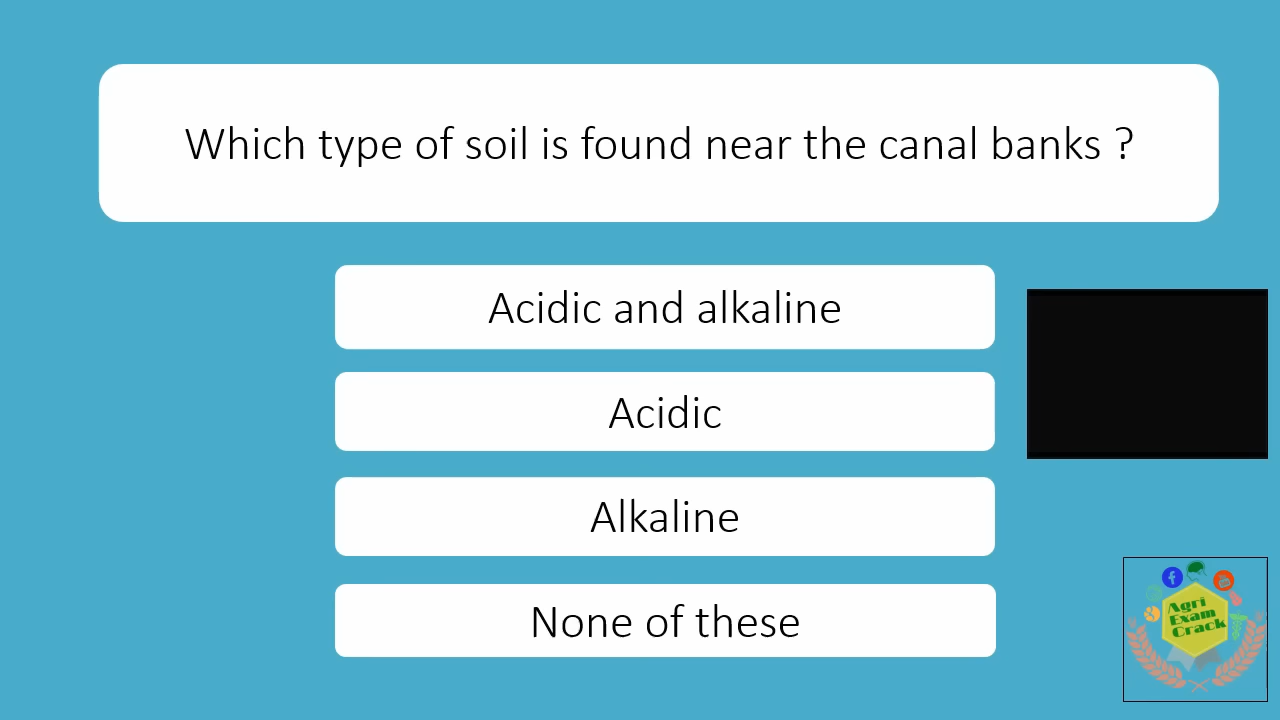 Which type of soil is found near the canal banks ?
Acidic and alkaline
Acidic
Alkaline
None of these
Agri
Exam
Crack